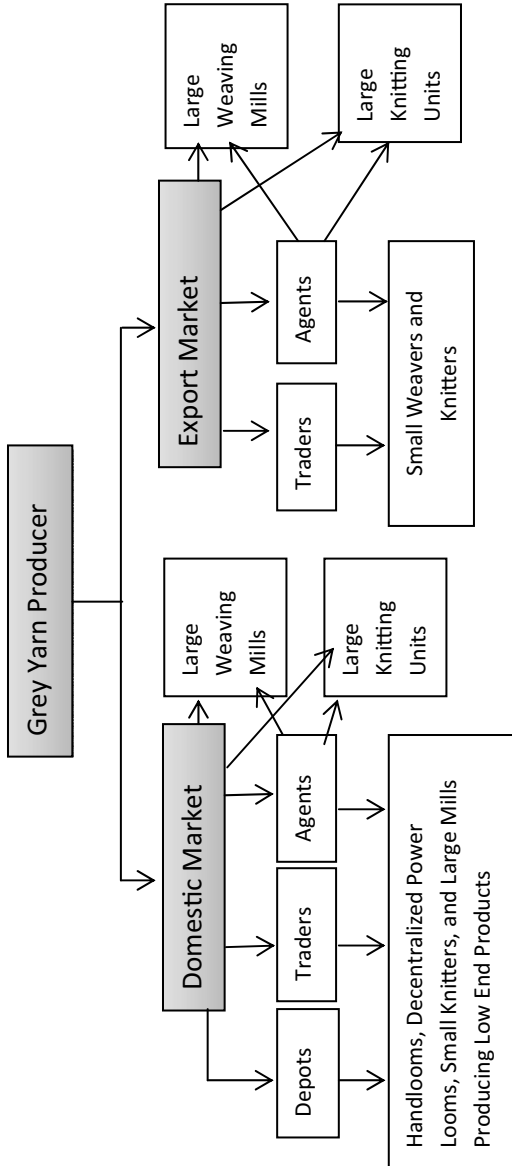 Grey Yarn Producer
Domestic Market
Export Market
Large
Weaving
Mills
Large
Knitting
Units
Large
Weaving
Mills
Large
Knitting
Units
Depots
Traders
Agents
Traders
Agents
Handlooms, Decentralized Power
Looms, Small Knitters, and Large Mills
Producing Low End Products
Small Weavers and
Knitters